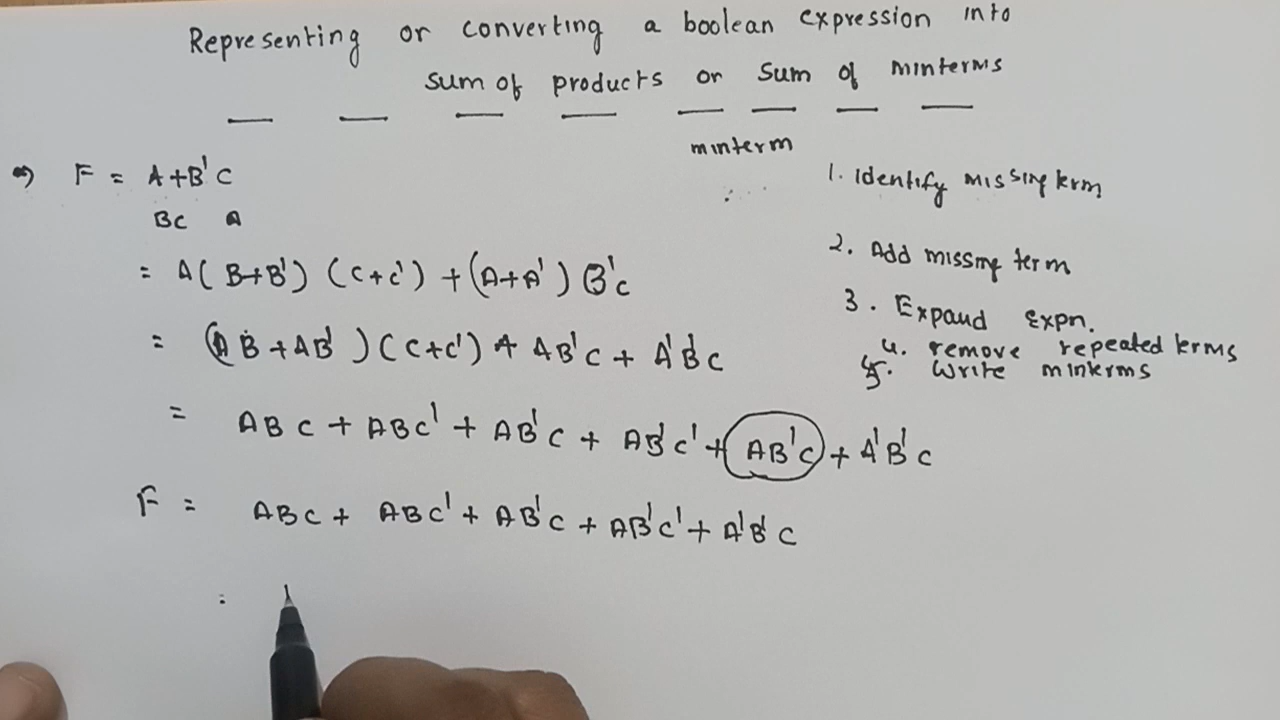 Representing or converting a boolean expression into
sum of products or sum of minterms
minterm
⇒ F = A+B'C
BC A
= A(B+B')(C+C')+(A+A')B'C
= (AB+AB')(C+C')+AB'C+A'B'C
= ABC+ABC'+AB'C+AB'C'+AB'C+A'B'C
F = ABC+ABC'+AB'C+AB'C'+A'B'C
=
1. Identify missing term
2. Add missing term
3. Expand expn.
4. remove repeated terms
5. Write minterms